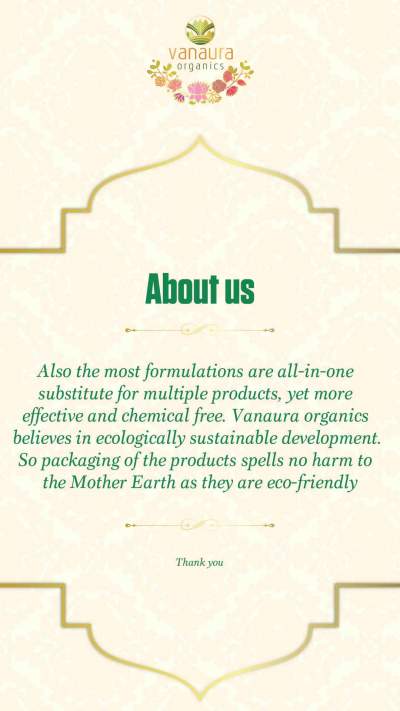 vanaura
organics
About us
Also the most formulations are all-in-one
substitute for multiple products, yet more
effective and chemical free. Vanaura organics
believes in ecologically sustainable development.
So packaging of the products spells no harm to
the Mother Earth as they are eco-friendly
Thank you